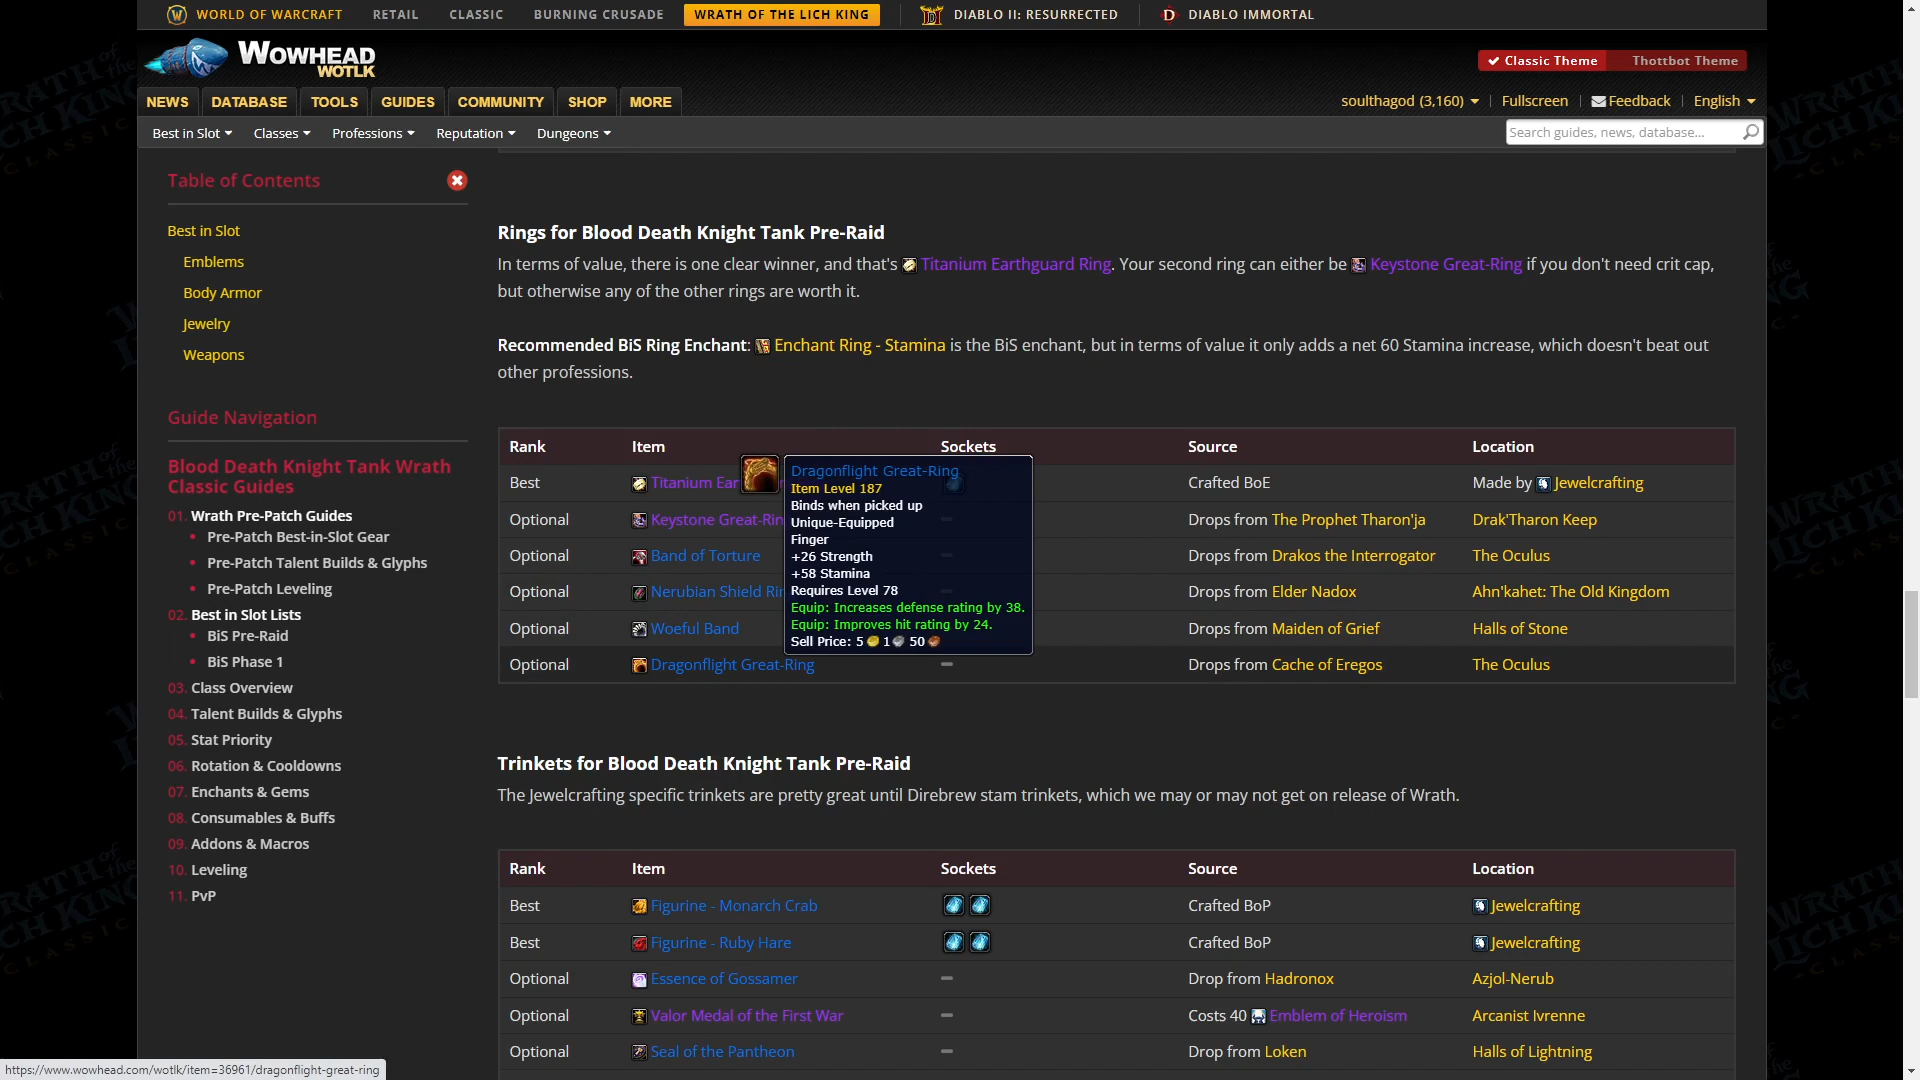 WORLD OF WARCRAFT RETAIL CLASSIC BURNING CRUSADE WRATH OF THE LICH KING DIABLO II: RESURRECTED DIABLO IMMORTAL
WOWHEAD
WOTLK
Classic Theme Thottbot Theme
NEWS DATABASE TOOLS GUIDES COMMUNITY SHOP MORE
soulthagod (3,160) Fullscreen Feedback English
Best in Slot Classes Professions Reputation Dungeons
Search guides, news, database...
Table of Contents
Best in Slot
Emblems
Body Armor
Jewelry
Weapons
Guide Navigation
Blood Death Knight Tank Wrath
Classic Guides
01. Wrath Pre-Patch Guides
• Pre-Patch Best-in-Slot Gear
• Pre-Patch Talent Builds & Glyphs
• Pre-Patch Leveling
02. Best in Slot Lists
• BiS Pre-Raid
• BiS Phase 1
03. Class Overview
04. Talent Builds & Glyphs
05. Stat Priority
06. Rotation & Cooldowns
07. Enchants & Gems
08. Consumables & Buffs
09. Addons & Macros
10. Leveling
11. PvP
Rings for Blood Death Knight Tank Pre-Raid
In terms of value, there is one clear winner, and that's Titanium Earthguard Ring. Your second ring can either be Keystone Great-Ring if you don't need crit cap,
but otherwise any of the other rings are worth it.
Recommended BiS Ring Enchant: Enchant Ring - Stamina is the BiS enchant, but in terms of value it only adds a net 60 Stamina increase, which doesn't beat out
other professions.
Rank Item Sockets Source Location
Best Titanium Ear Crafted BoE Made by Jewelcrafting
Optional Keystone Great-Rin – Drops from The Prophet Tharon'ja Drak'Tharon Keep
Optional Band of Torture – Drops from Drakos the Interrogator The Oculus
Optional Nerubian Shield Ri – Drops from Elder Nadox Ahn'kahet: The Old Kingdom
Optional Woeful Band – Drops from Maiden of Grief Halls of Stone
Optional Dragonflight Great-Ring – Drops from Cache of Eregos The Oculus
Dragonflight Great-Ring
Item Level 187
Binds when picked up
Unique-Equipped
Finger
+26 Strength
+58 Stamina
Requires Level 78
Equip: Increases defense rating by 38.
Equip: Improves hit rating by 24.
Sell Price: 5 1 50
Trinkets for Blood Death Knight Tank Pre-Raid
The Jewelcrafting specific trinkets are pretty great until Direbrew stam trinkets, which we may or may not get on release of Wrath.
Rank Item Sockets Source Location
Best Figurine - Monarch Crab Crafted BoP Jewelcrafting
Best Figurine - Ruby Hare Crafted BoP Jewelcrafting
Optional Essence of Gossamer – Drop from Hadronox Azjol-Nerub
Optional Valor Medal of the First War – Costs 40 Emblem of Heroism Arcanist Ivrenne
Optional Seal of the Pantheon – Drop from Loken Halls of Lightning
https://www.wowhead.com/wotlk/item=36961/dragonflight-great-ring